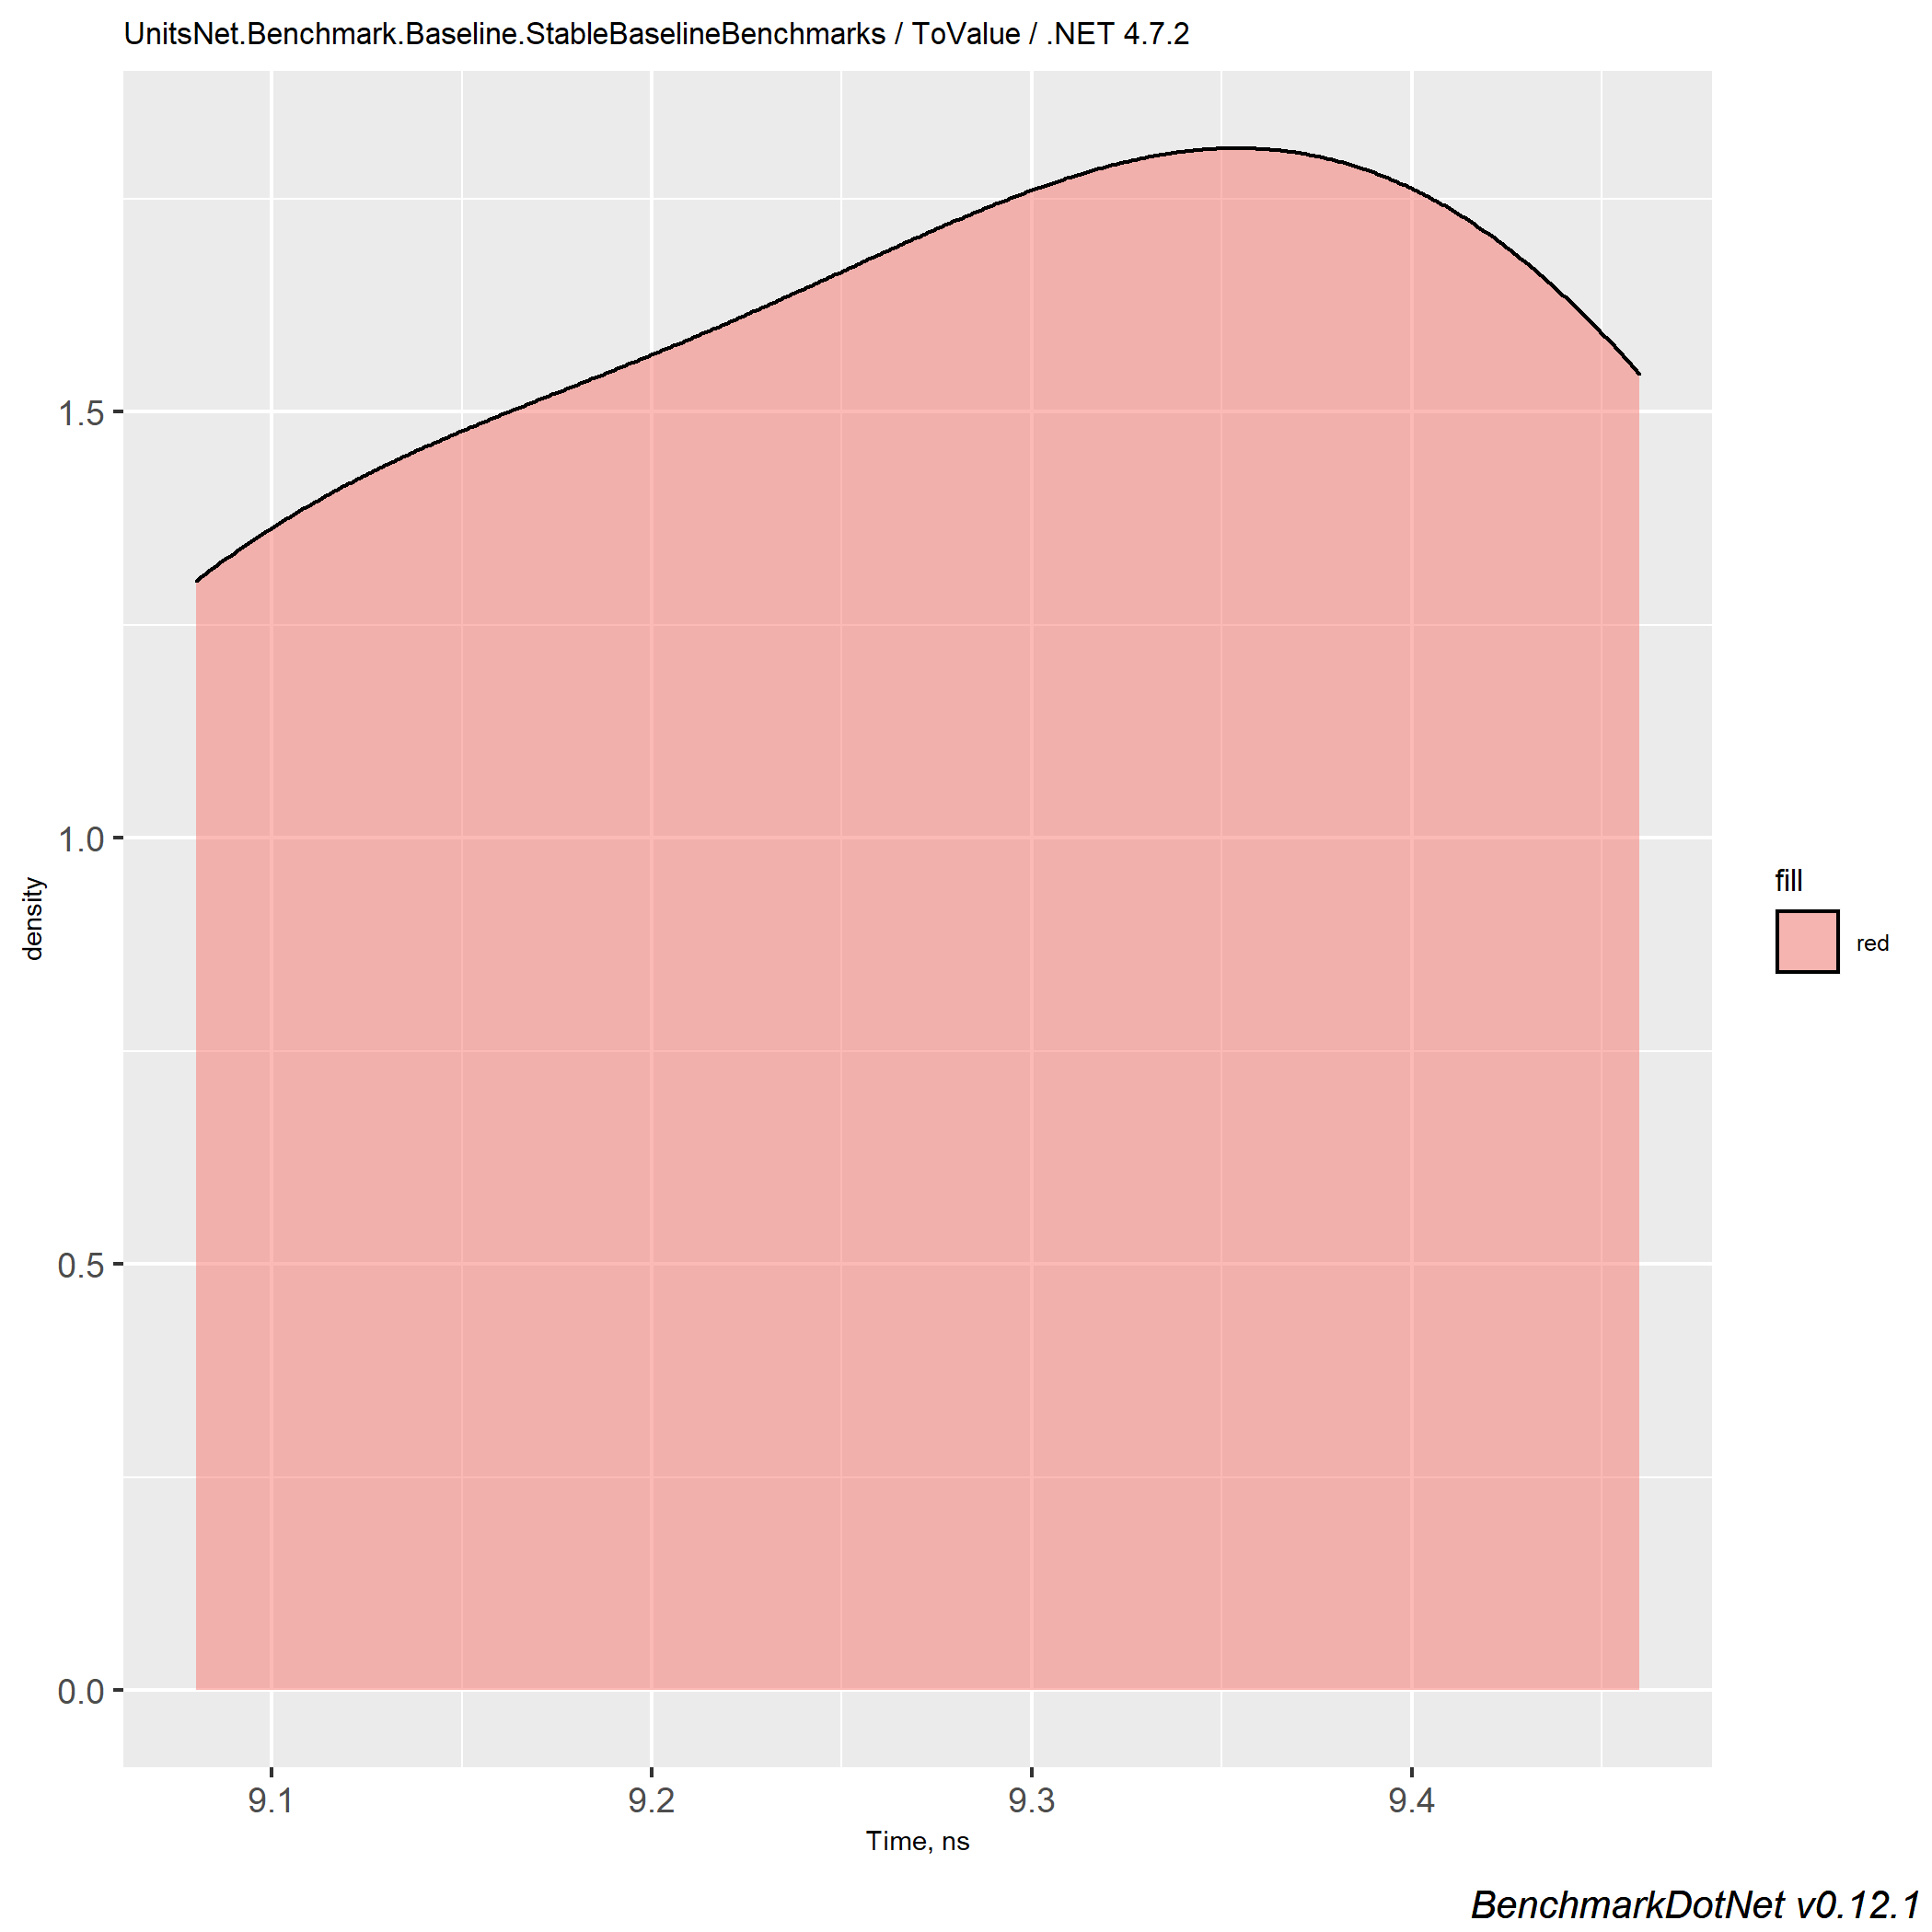 UnitsNet.Benchmark.Baseline.StableBaselineBenchmarks / ToValue / .NET 4.7.2
1.5
1.0
0.5
0.0
density
9.1
9.2
9.3
9.4
Time, ns
fill
red
BenchmarkDotNet v0.12.1